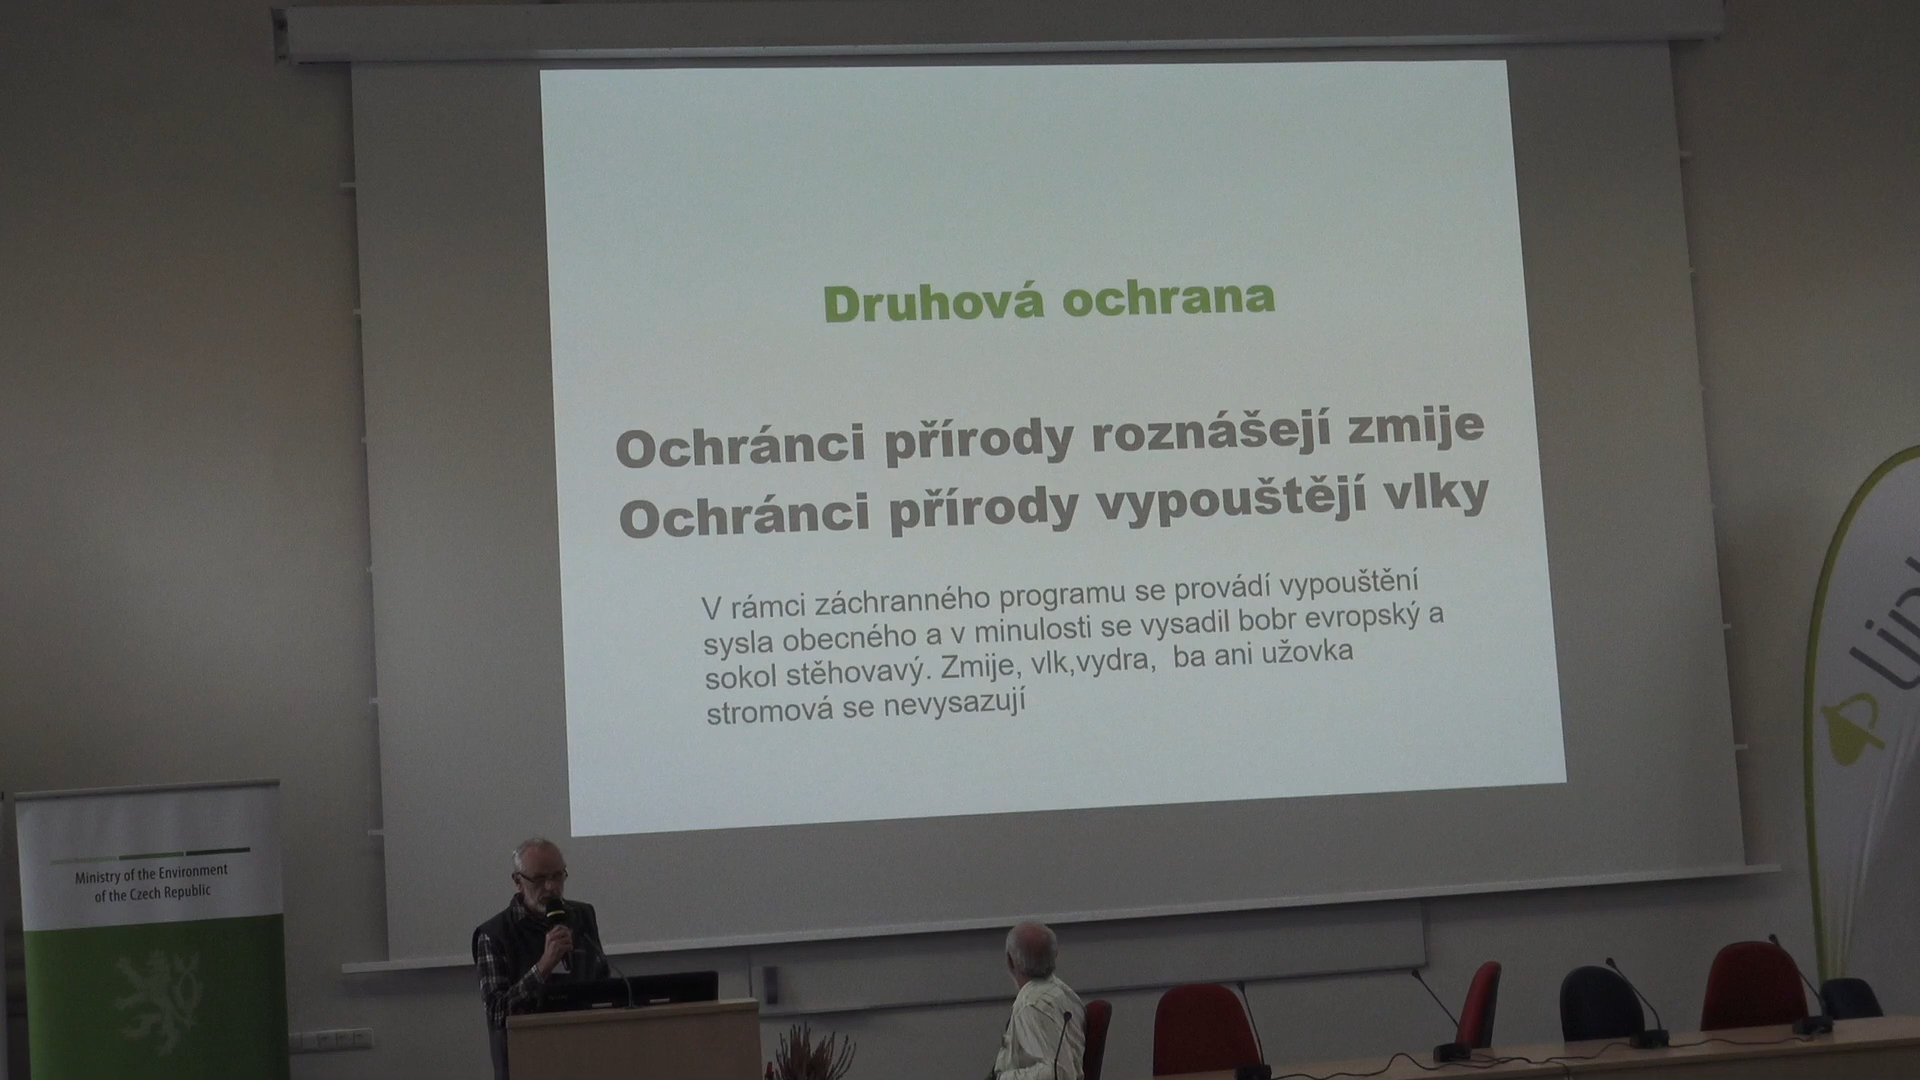 Druhová ochrana
Ochránci přírody roznášejí zmije
Ochránci přírody vypouštějí vlky
V rámci záchranného programu se provádí vypouštění
sysla obecného a v minulosti se vysadil bobr evropský a
sokol stěhovavý. Zmije, vlk,vydra, ba ani užovka
stromová se nevysazují
Ministry of the Environment
of the Czech Republic